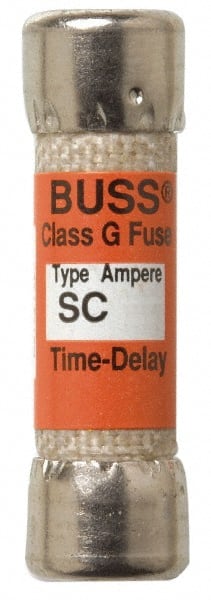 BUSS®
Class G Fuse
Type Ampere
SC
Time-Delay